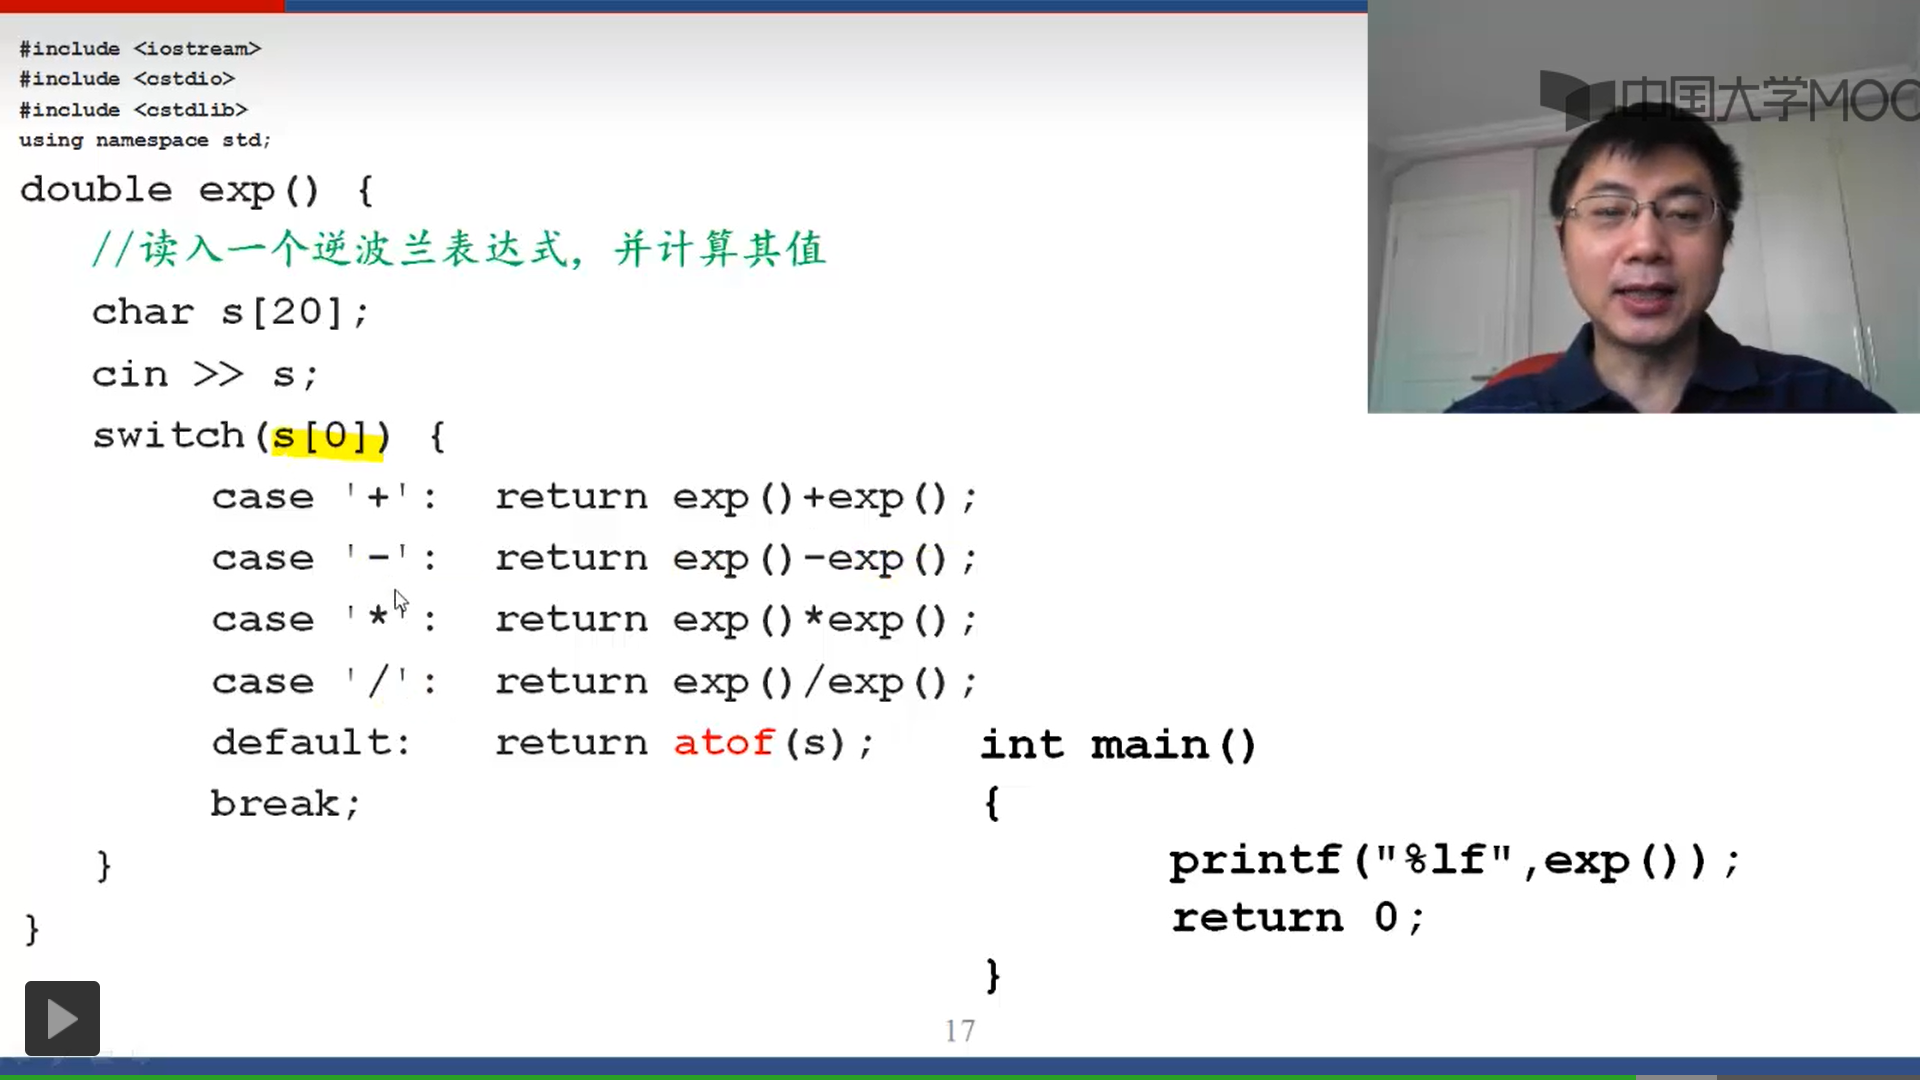 #include <iostream>
#include <cstdio>
#include <cstdlib>
using namespace std;
double exp() {
//读入一个逆波兰表达式，并计算其值
char s[20];
cin >> s;
switch(s[0]) {
case '+': return exp()+exp();
case '-': return exp()-exp();
case '*': return exp()*exp();
case '/': return exp()/exp();
default: return atof(s);
break;
}
}
int main()
{
printf("%lf",exp());
return 0;
}
17
中国大学MOO